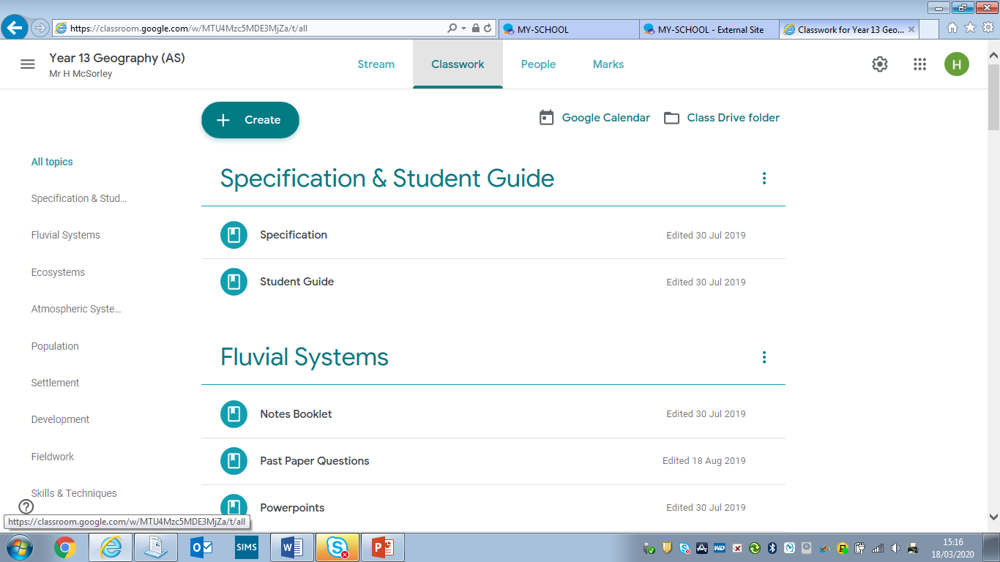 https://classroom.google.com/w/MTU4Mzc5MDE3MjZa/t/all
MY-SCHOOL
MY-SCHOOL - External Site
Classwork for Year 13 Geo...
Year 13 Geography (AS)
Mr H McSorley
Stream
Classwork
People
Marks
H
Create
Google Calendar
Class Drive folder
All topics
Specification & Stud...
Fluvial Systems
Ecosystems
Atmospheric Syste...
Population
Settlement
Development
Fieldwork
Skills & Techniques
Specification & Student Guide
Specification
Edited 30 Jul 2019
Student Guide
Edited 30 Jul 2019
Fluvial Systems
Notes Booklet
Edited 30 Jul 2019
Past Paper Questions
Edited 18 Aug 2019
Powerpoints
Edited 30 Jul 2019
https://classroom.google.com/w/MTU4Mzc5MDE3MjZa/t/all
SIMS
15:16
18/03/2020